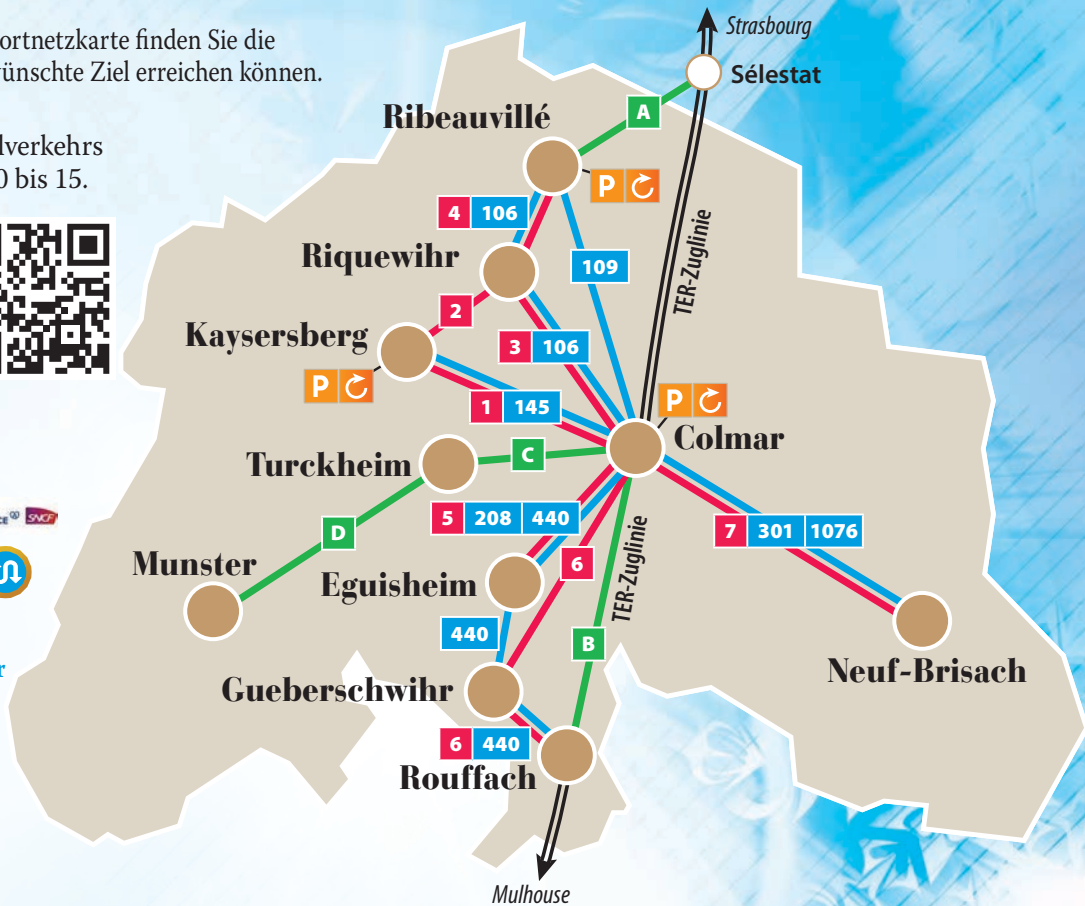 Strasbourg
ortnetzkarte finden Sie die
ünschte Ziel erreichen können.
Sélestat
A
Ribeauvillé
lverkehrs
0 bis 15.
P
4 106
Riquewihr
109
TER-Zuglinie
2
Kaysersberg
3 106
P
1 145
P
Colmar
C
Turckheim
5 208 440
7 301 1076
SNCF
D
6
TER-Zuglinie
Munster
Eguisheim
440
B
r
Neuf-Brisach
Gueberschwihr
6 440
Rouffach
Mulhouse